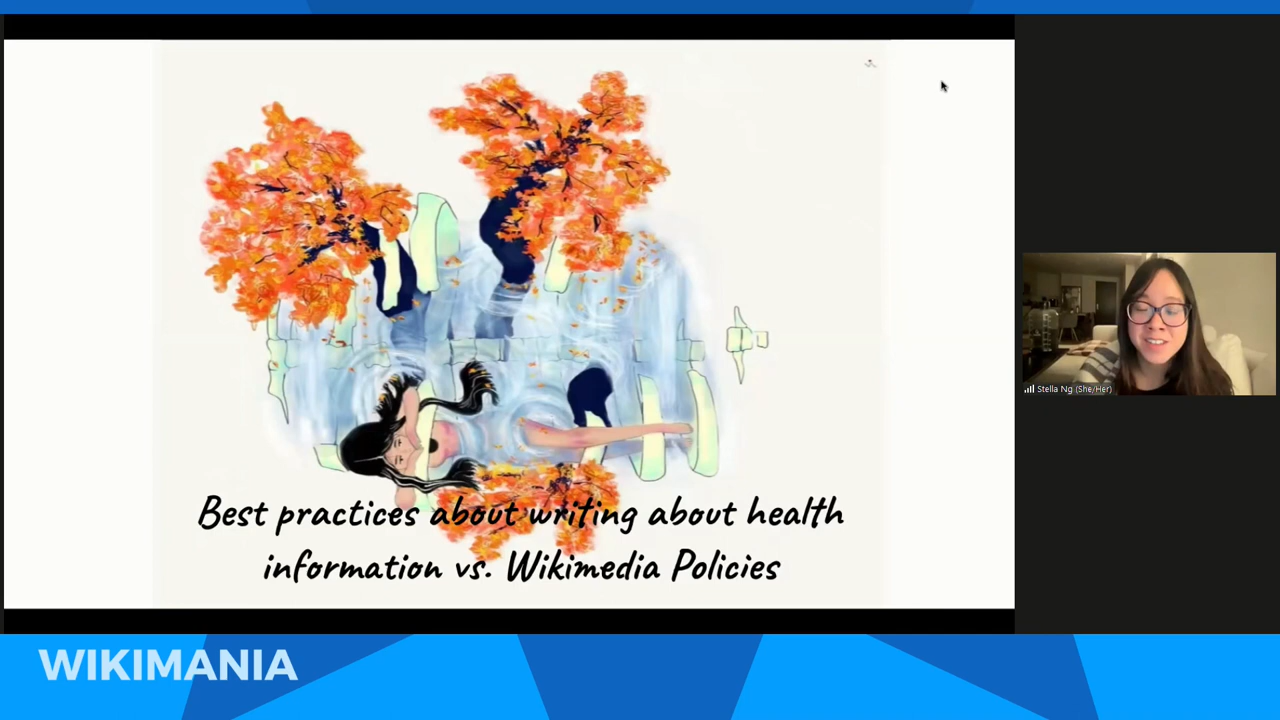 Best practices about writing about health
information vs. Wikimedia Policies
Stella Ng (She/Her)
WIKIMANIA